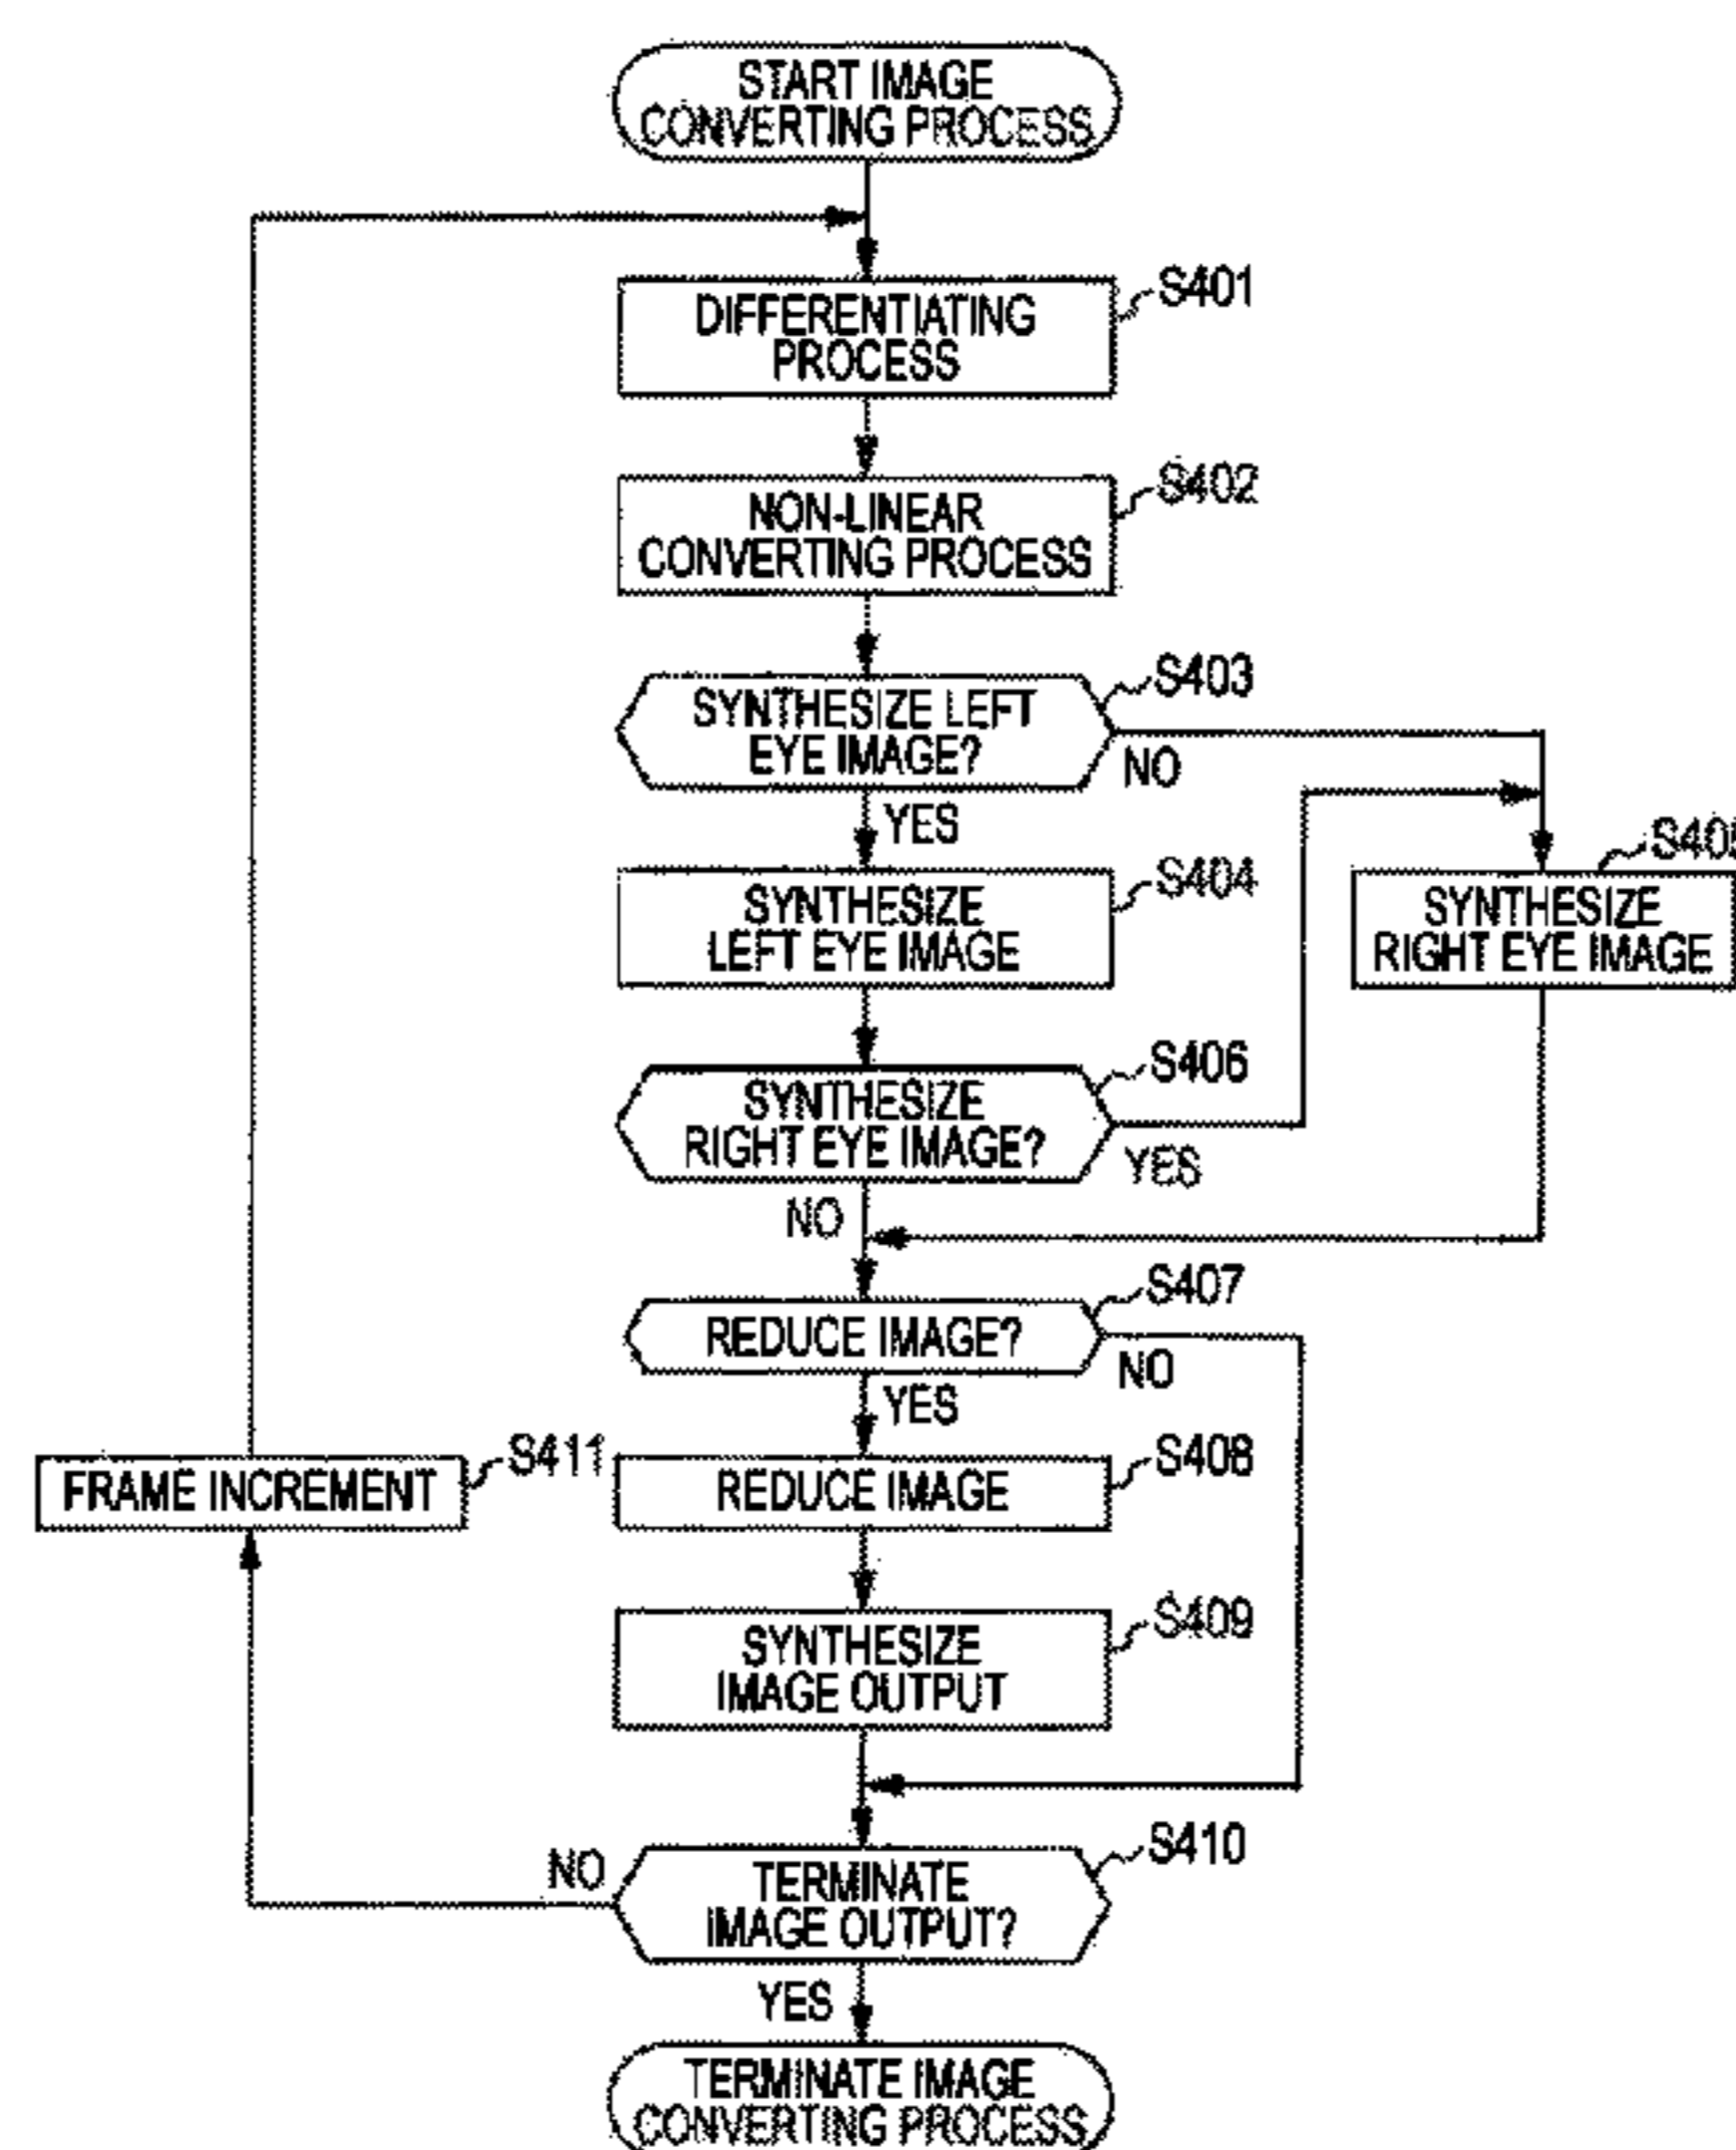 START IMAGE
CONVERTING PROCESS
DIFFERENTIATING
PROCESS
S401
NON-LINEAR
CONVERTING PROCESS
S402
SYNTHESIZE LEFT
EYE IMAGE?
S403
NO
YES
SYNTHESIZE
LEFT EYE IMAGE
S404
SYNTHESIZE
RIGHT EYE IMAGE
SYNTHESIZE
RIGHT EYE IMAGE?
S406
YES
NO
REDUCE IMAGE?
S407
NO
YES
FRAME INCREMENT
S411
REDUCE IMAGE
S408
SYNTHESIZE
IMAGE OUTPUT
S409
TERMINATE
IMAGE OUTPUT?
S410
NO
YES
TERMINATE IMAGE
CONVERTING PROCESS